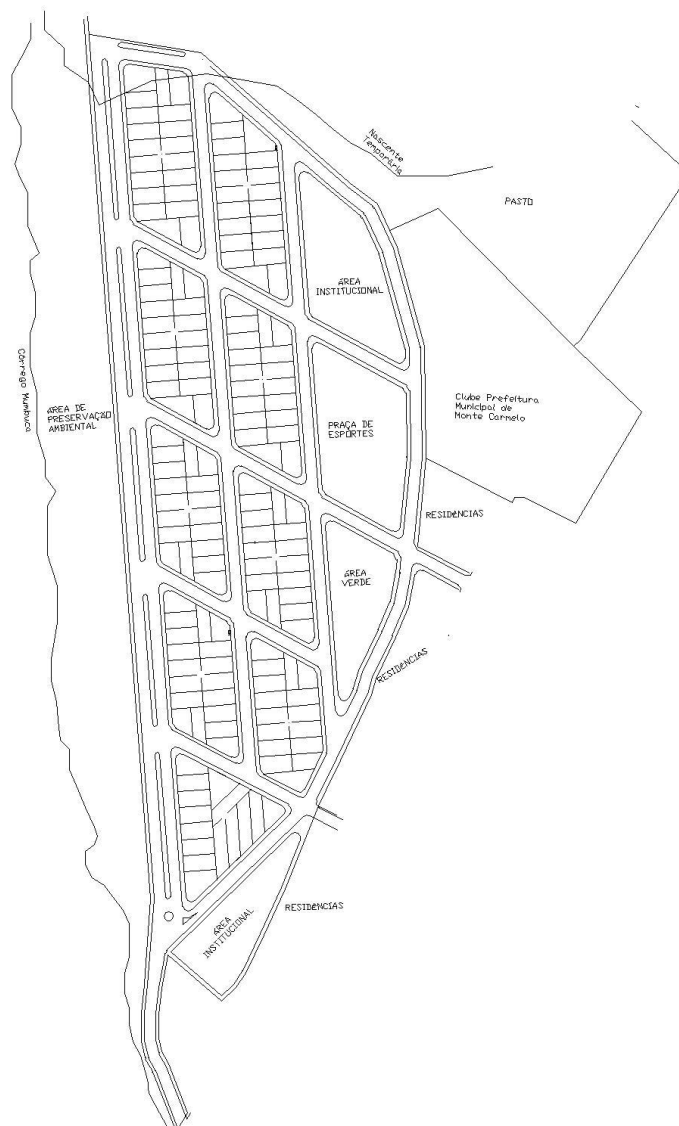 Nascente
Temporária
PASTO
ÁREA
INSTITUCIONAL
Córrego Mumbuca
ÁREA DE
PRESERVAÇÃO
AMBIENTAL
Clube Prefeitura
Municipal de
Monte Carmelo
PRAÇA DE
ESPORTES
RESIDÊNCIAS
ÁREA
VERDE
RESIDÊNCIAS
RESIDÊNCIAS
ÁREA
INSTITUCIONAL